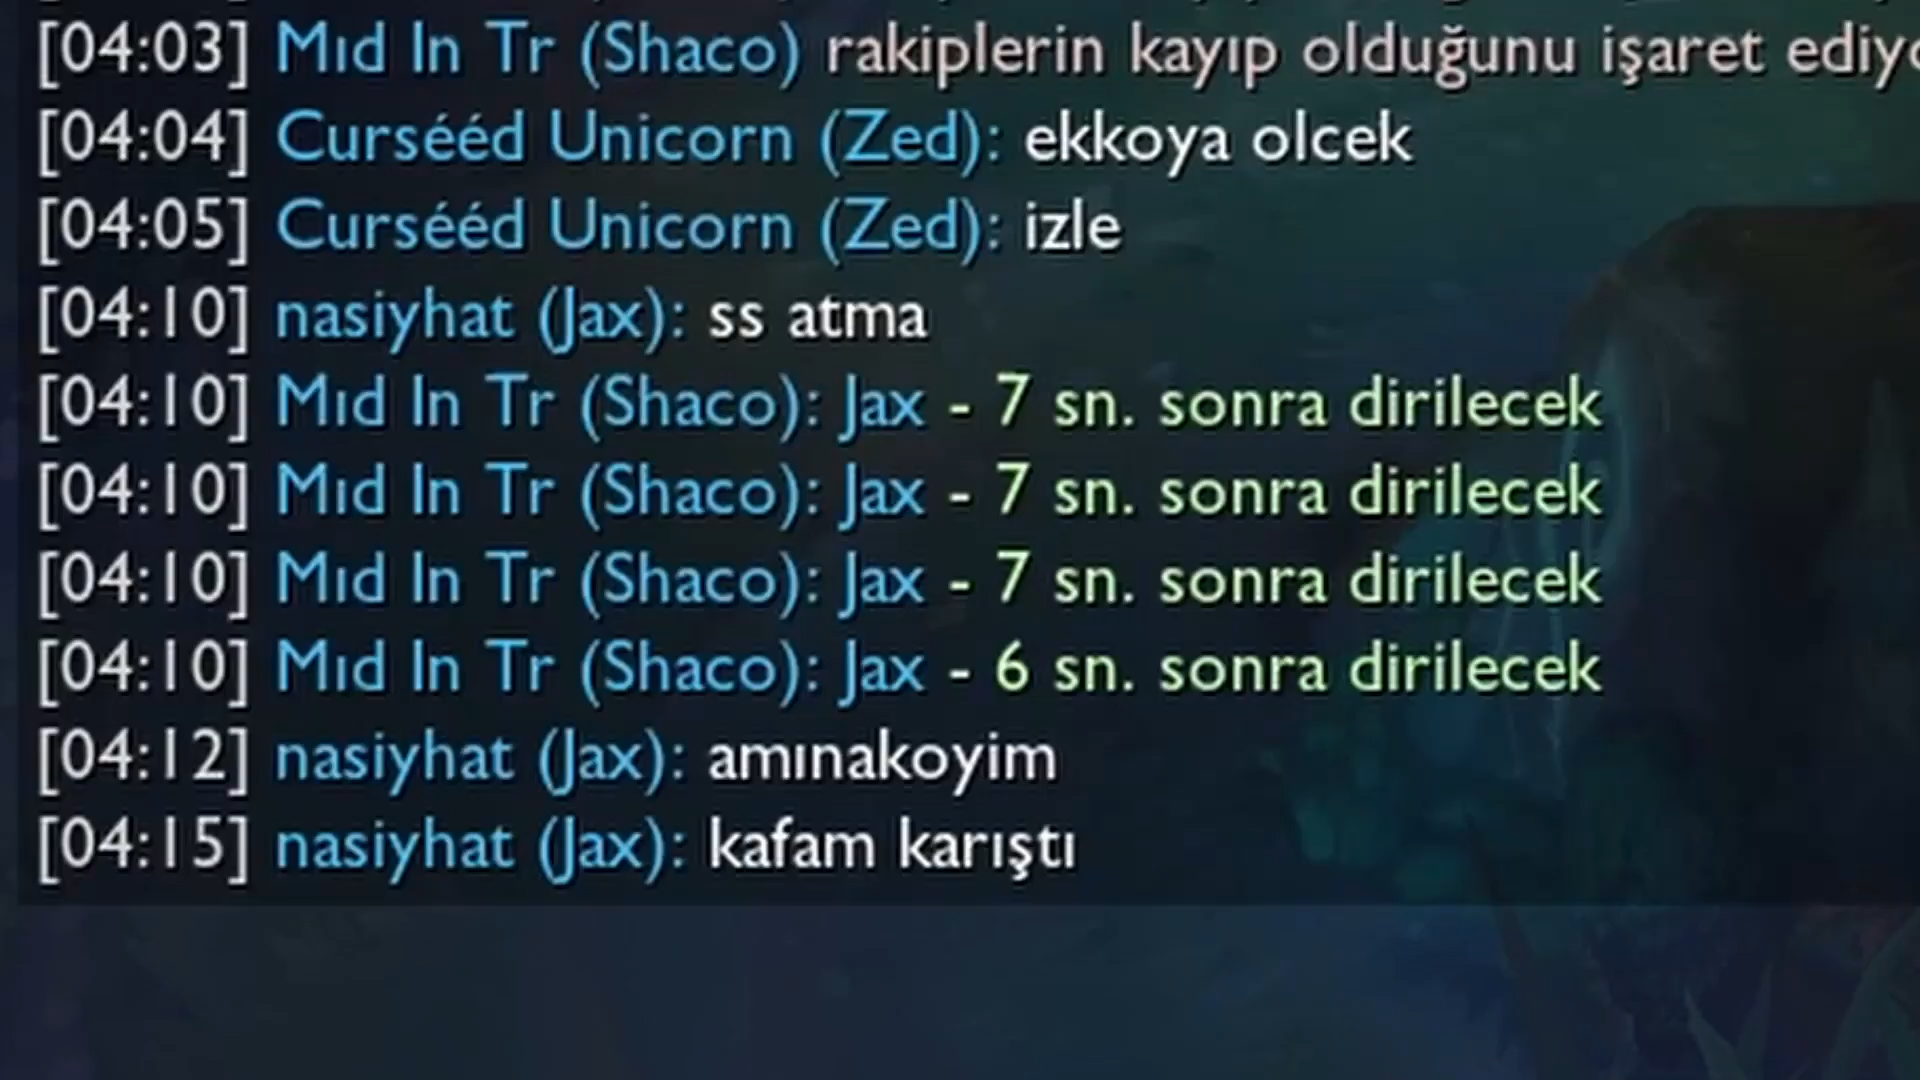 [04:03] Mıd In Tr (Shaco) rakiplerin kayıp olduğunu işaret
[04:04] Cursééd Unicorn (Zed): ekkoya olcek
[04:05] Cursééd Unicorn (Zed): izle
[04:10] nasiyhat (Jax): ss atma
[04:10] Mıd In Tr (Shaco): Jax - 7 sn. sonra dirilecek
[04:10] Mıd In Tr (Shaco): Jax - 7 sn. sonra dirilecek
[04:10] Mıd In Tr (Shaco): Jax - 7 sn. sonra dirilecek
[04:10] Mıd In Tr (Shaco): Jax - 6 sn. sonra dirilecek
[04:12] nasiyhat (Jax): amınakoyim
[04:15] nasiyhat (Jax): kafam karıştı